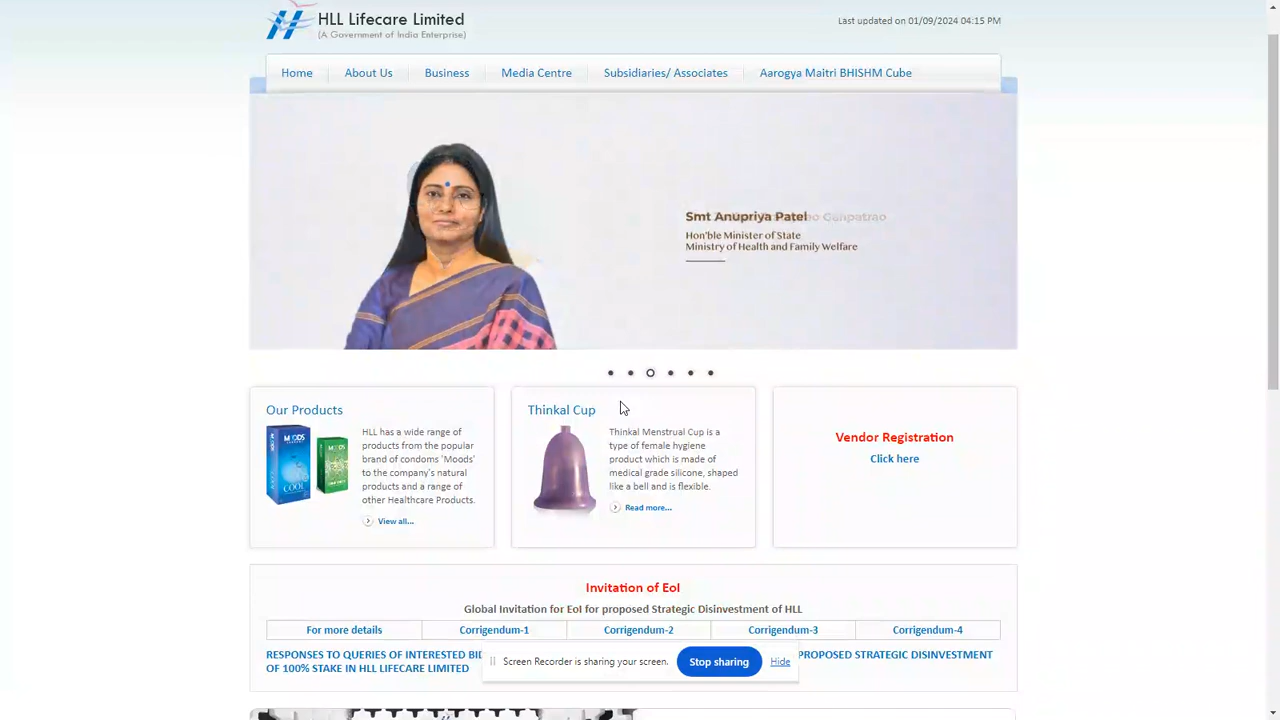 HLL Lifecare Limited
(A Government of India Enterprise)
Last updated on 01/09/2024 04:15 PM
Home
About Us
Business
Media Centre
Subsidiaries/ Associates
Aarogya Maitri BHISHM Cube
Smt Anupriya Patel
Ganpatrao
Hon'ble Minister of State
Ministry of Health and Family Welfare
Our Products
MOODS
COOL
MOODS
HLL has a wide range of
products from the popular
brand of condoms 'Moods'
to the company's natural
products and a range of
other Healthcare Products.
View all...
Thinkal Cup
Thinkal Menstrual Cup is a
type of female hygiene
product which is made of
medical grade silicone, shaped
like a bell and is flexible.
Read more...
Vendor Registration
Click here
Invitation of EoI
Global Invitation for EoI for proposed Strategic Disinvestment of HLL
For more details
Corrigendum-1
Corrigendum-2
Corrigendum-3
Corrigendum-4
RESPONSES TO QUERIES OF INTERESTED BID
PROPOSED STRATEGIC DISINVESTMENT
OF 100% STAKE IN HLL LIFECARE LIMITED
Screen Recorder is sharing your screen.
Stop sharing
Hide